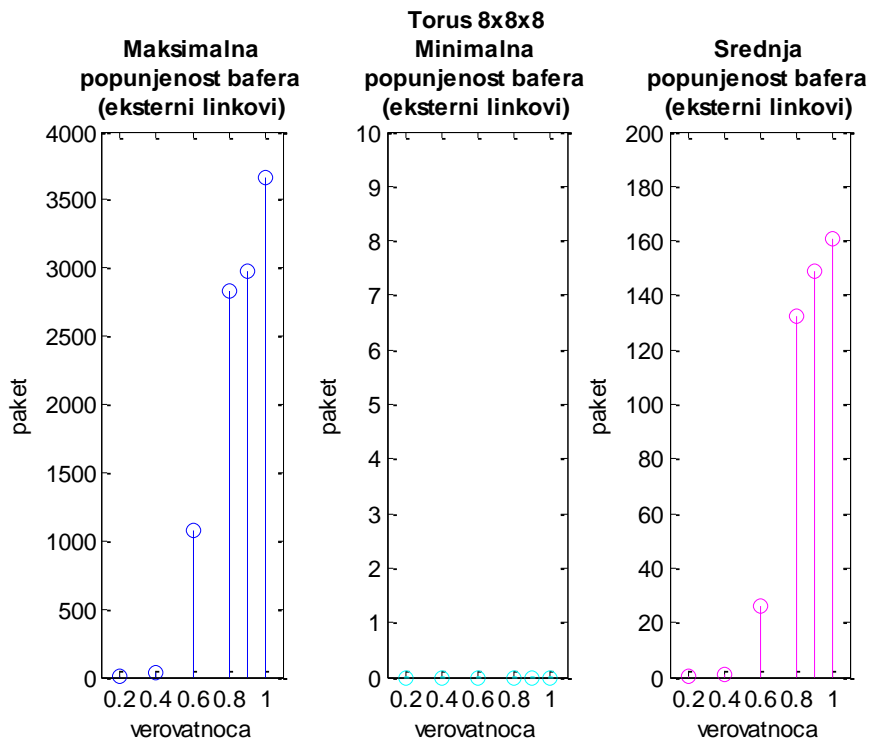 Torus 8x8x8
Maksimalna
popunjenost bafera
(eksterni linkovi)
4000
3500
3000
2500
2000
1500
1000
500
0
paket
0.2 0.4 0.6 0.8 1
verovatnoca
Minimalna
popunjenost bafera
(eksterni linkovi)
10
9
8
7
6
5
4
3
2
1
0
paket
0.2 0.4 0.6 0.8 1
verovatnoca
Srednja
popunjenost bafera
(eksterni linkovi)
200
180
160
140
120
100
80
60
40
20
0
paket
0.2 0.4 0.6 0.8 1
verovatnoca